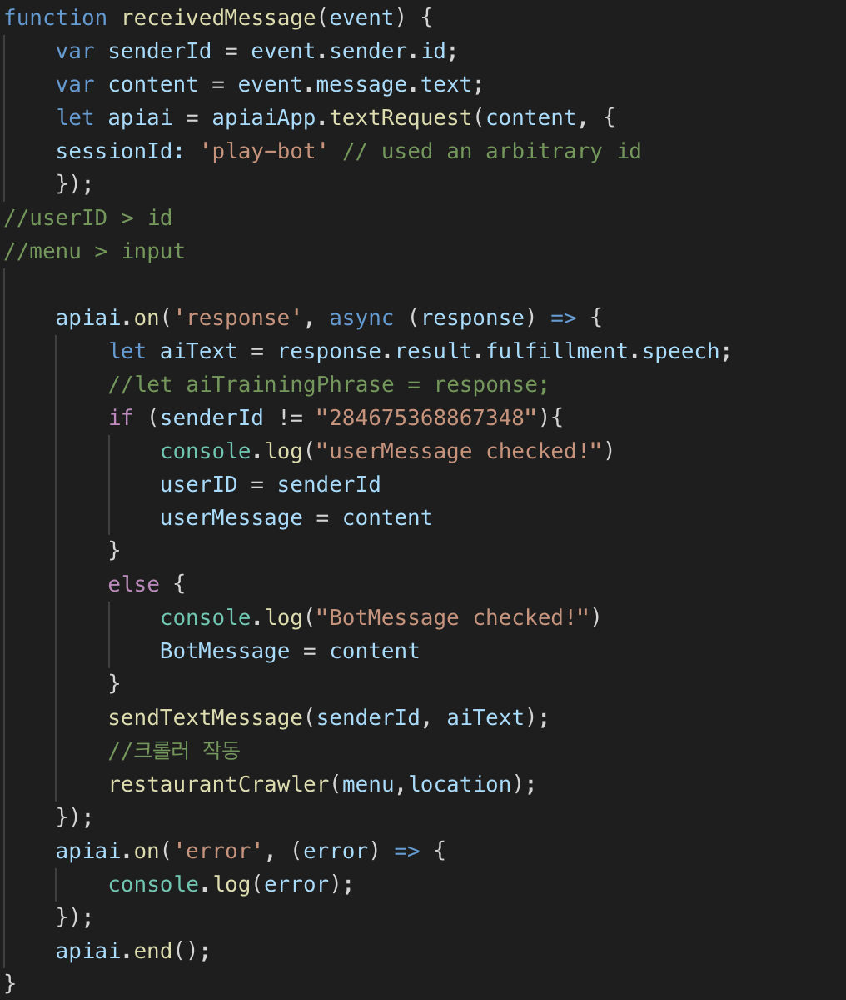 function receivedMessage(event) {
var senderId = event.sender.id;
var content = event.message.text;
let apiai = apiaiApp.textRequest(content, {
sessionId: 'play-bot' // used an arbitrary id
});
//userID > id
//menu > input
apiai.on('response', async (response) => {
let aiText = response.result.fulfillment.speech;
//let aiTrainingPhrase = response;
if (senderId != "284675368867348"){
console.log("userMessage checked!")
userID = senderId
userMessage = content
}
else {
console.log("BotMessage checked!")
BotMessage = content
}
sendTextMessage(senderId, aiText);
//크롤러 작동
restaurantCrawler(menu,location);
});
apiai.on('error', (error) => {
console.log(error);
});
apiai.end();
}